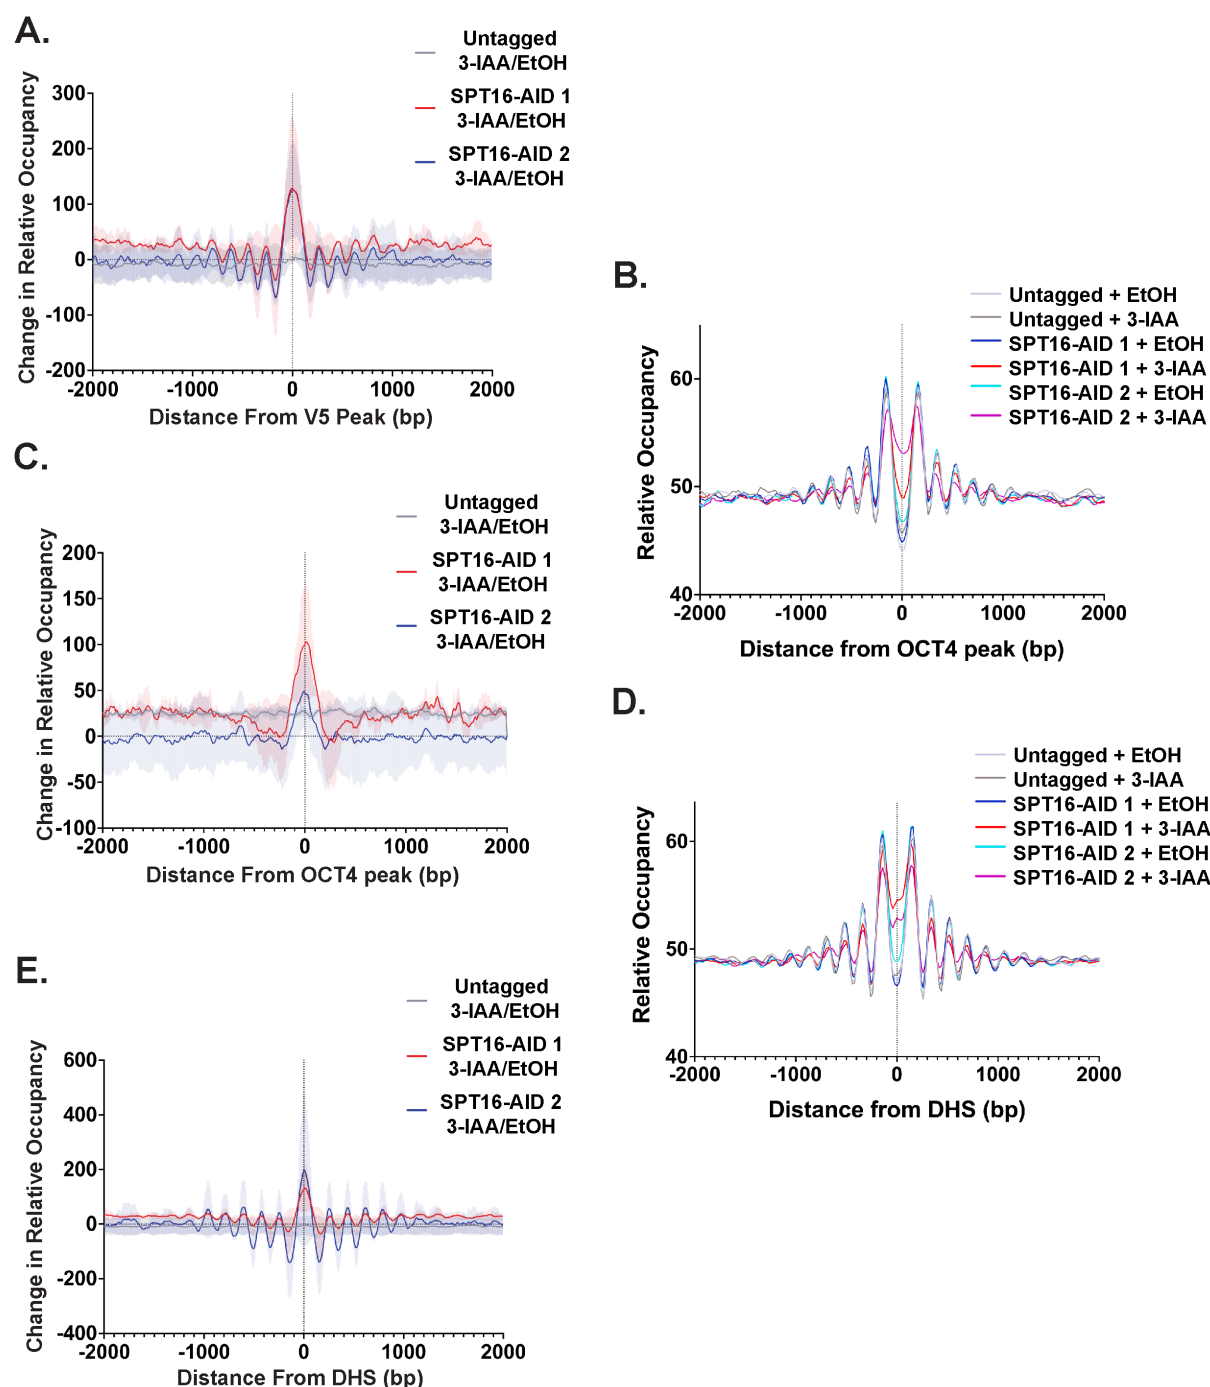 A.
Untagged
3-IAA/EtOH
SPT16-AID 1
3-IAA/EtOH
SPT16-AID 2
3-IAA/EtOH
Change in Relative Occupancy
300
200
100
0
-100
-200
-2000
-1000
0
1000
2000
Distance From V5 Peak (bp)
B.
Untagged + EtOH
Untagged + 3-IAA
SPT16-AID 1 + EtOH
SPT16-AID 1 + 3-IAA
SPT16-AID 2 + EtOH
SPT16-AID 2 + 3-IAA
Relative Occupancy
60
50
40
-2000
-1000
0
1000
2000
Distance from OCT4 peak (bp)
C.
Untagged
3-IAA/EtOH
SPT16-AID 1
3-IAA/EtOH
SPT16-AID 2
3-IAA/EtOH
Change in Relative Occupancy
200
150
100
50
0
-50
-100
-2000
-1000
0
1000
2000
Distance From OCT4 peak (bp)
D.
Untagged + EtOH
Untagged + 3-IAA
SPT16-AID 1 + EtOH
SPT16-AID 1 + 3-IAA
SPT16-AID 2 + EtOH
SPT16-AID 2 + 3-IAA
Relative Occupancy
60
50
40
-2000
-1000
0
1000
2000
Distance from DHS (bp)
E.
Untagged
3-IAA/EtOH
SPT16-AID 1
3-IAA/EtOH
SPT16-AID 2
3-IAA/EtOH
Change in Relative Occupancy
600
400
200
0
-200
-400
-2000
-1000
0
1000
2000
Distance From DHS (bp)